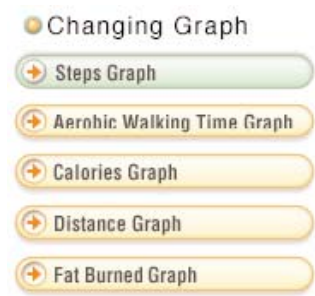 Changing Graph
Steps Graph
Aerobic Walking Time Graph
Calories Graph
Distance Graph
Fat Burned Graph